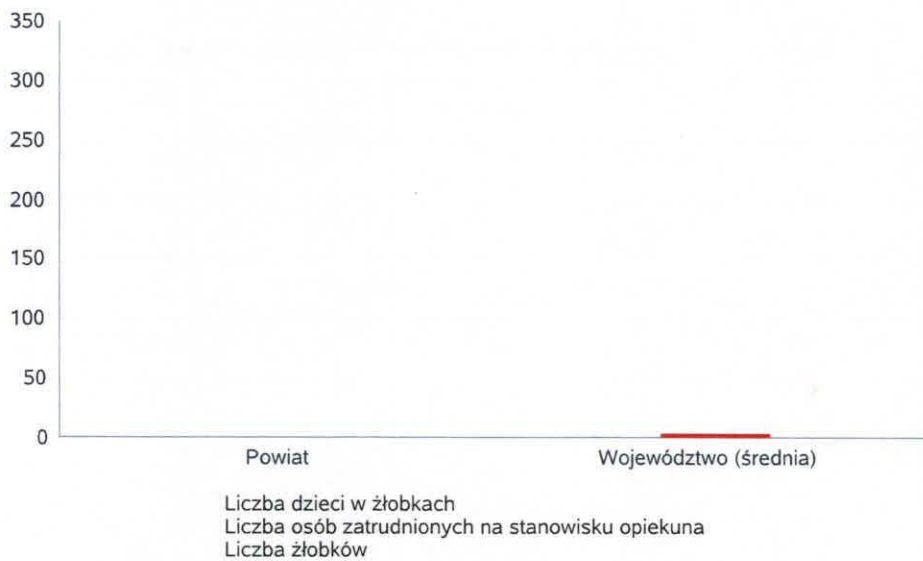 350
300
250
200
150
100
50
0
Powiat Województwo (średnia)
Liczba dzieci w żłobkach
Liczba osób zatrudnionych na stanowisku opiekuna
Liczba żłobków